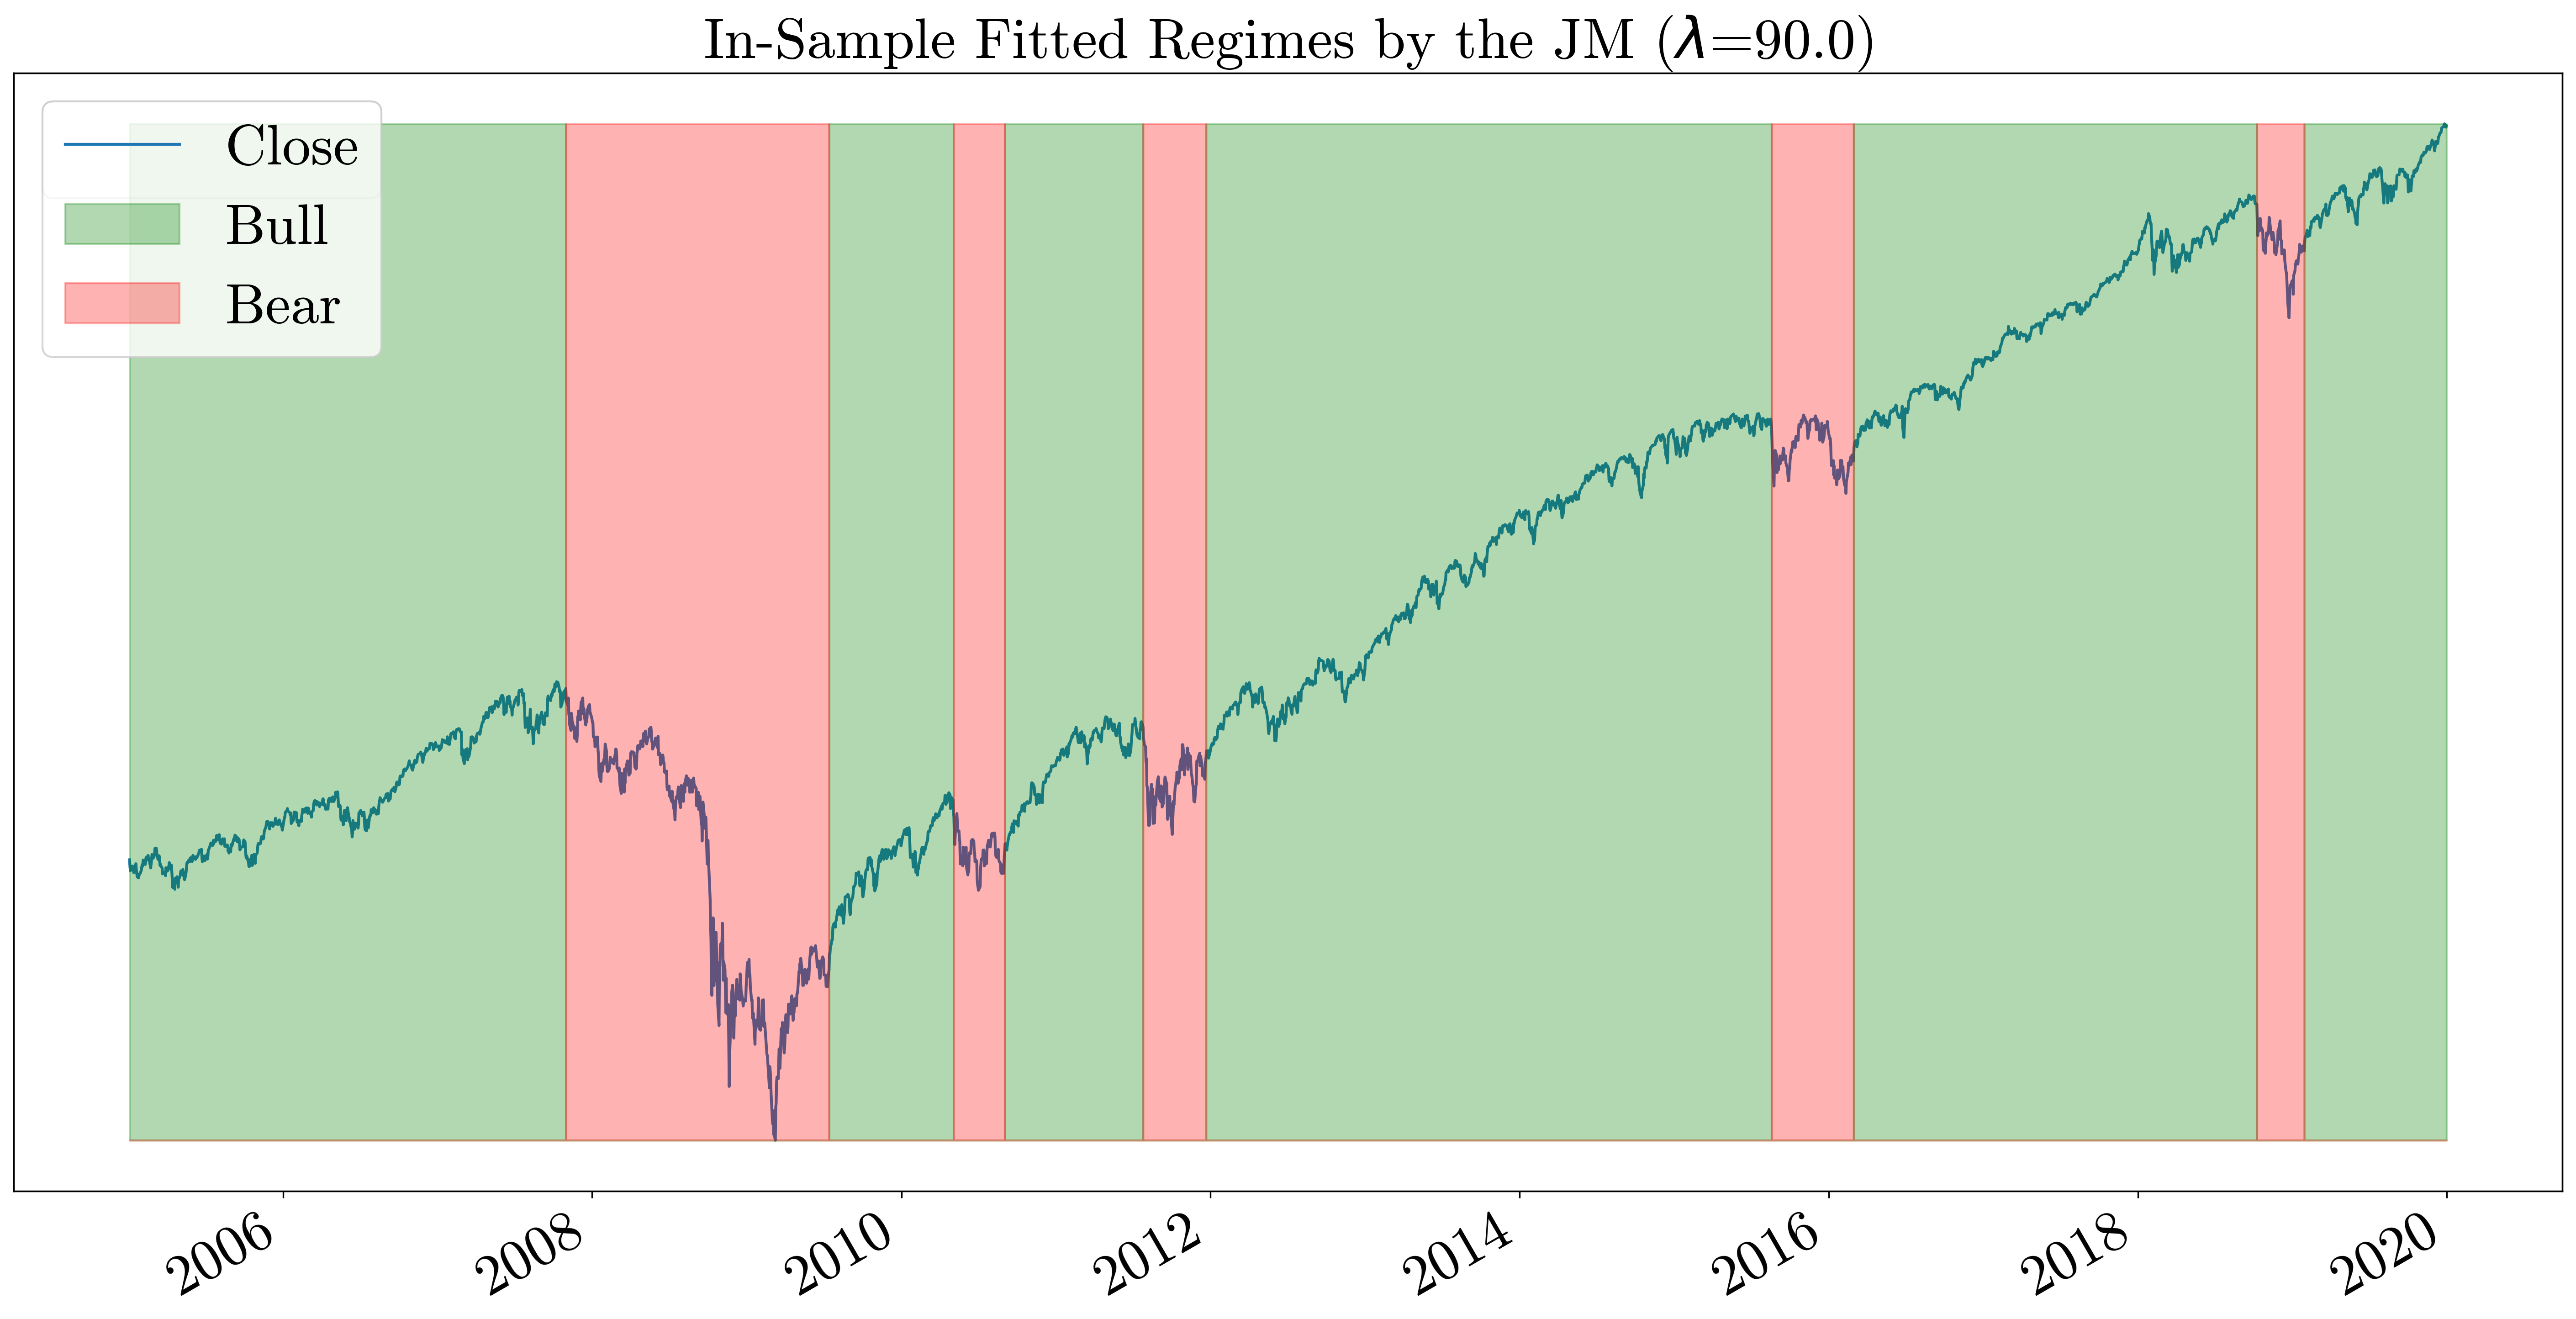 In-Sample Fitted Regimes by the JM (λ=90.0)
Close
Bull
Bear
2006
2008
2010
2012
2014
2016
2018
2020